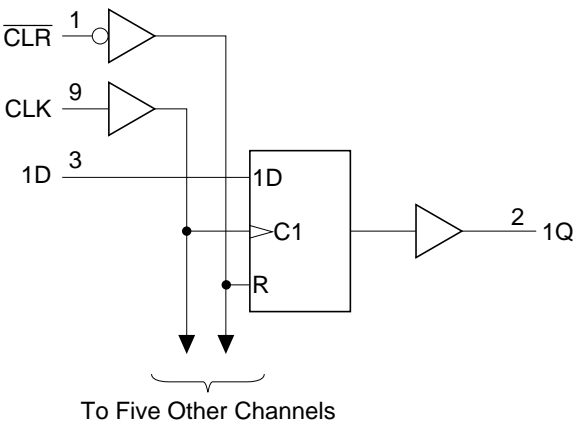 CLR 1
CLK 9
1D 3
1D
C1
2 1Q
R
To Five Other Channels